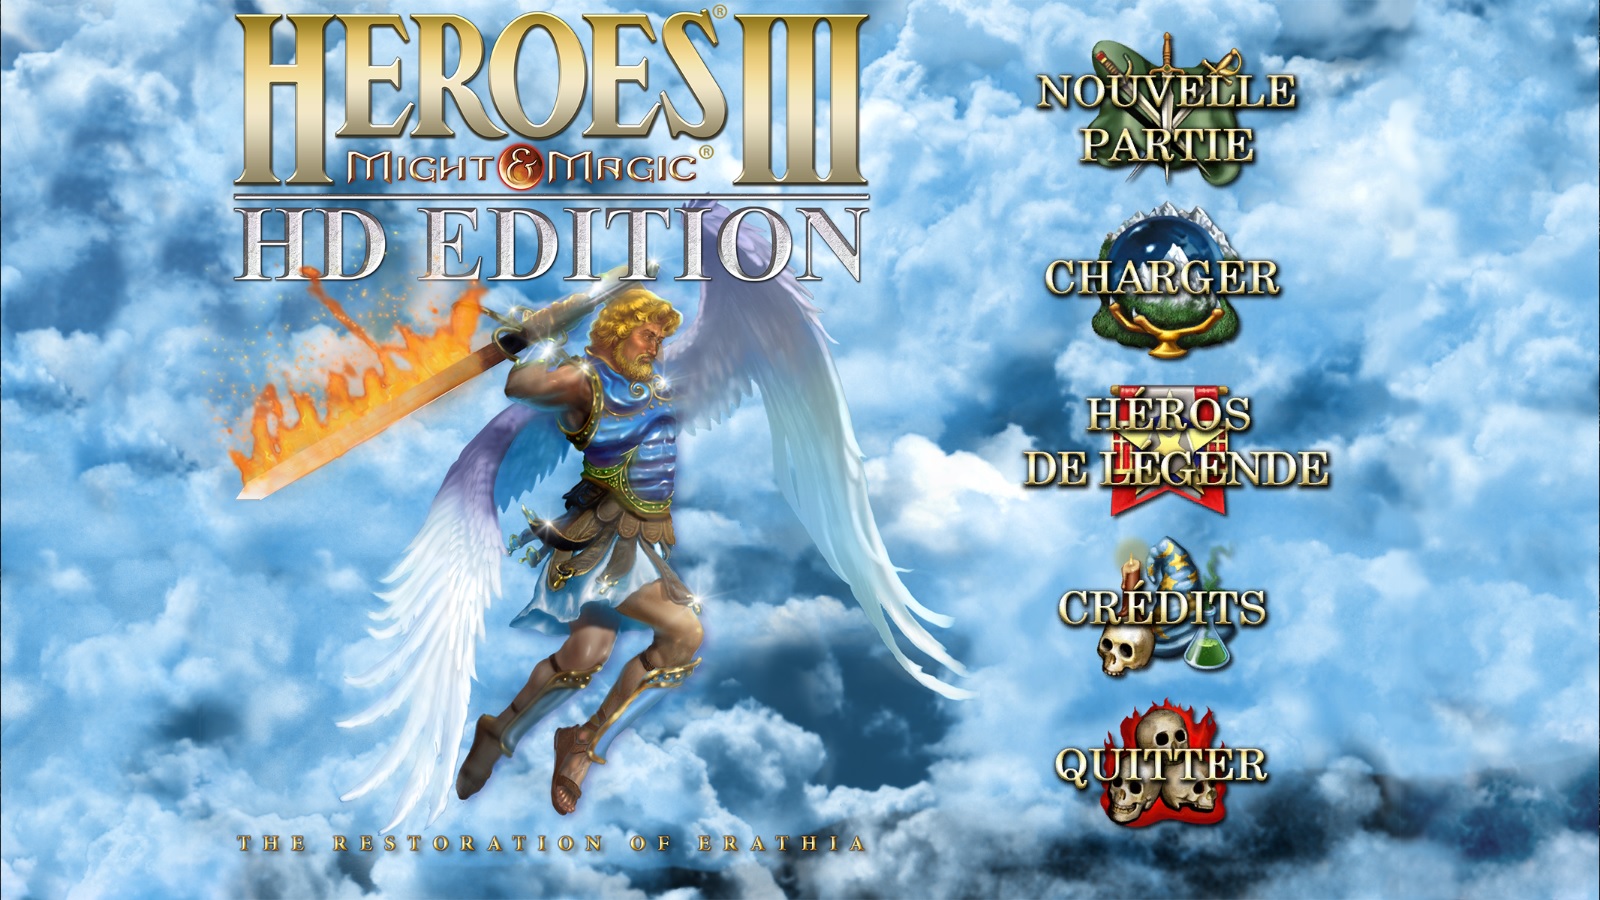 HEROES® III
MIGHT & MAGIC®
HD EDITION
THE RESTORATION OF ERATHIA
NOUVELLE
PARTIE
CHARGER
HÉROS
DE LÉGENDE
CRÉDITS
QUITTER